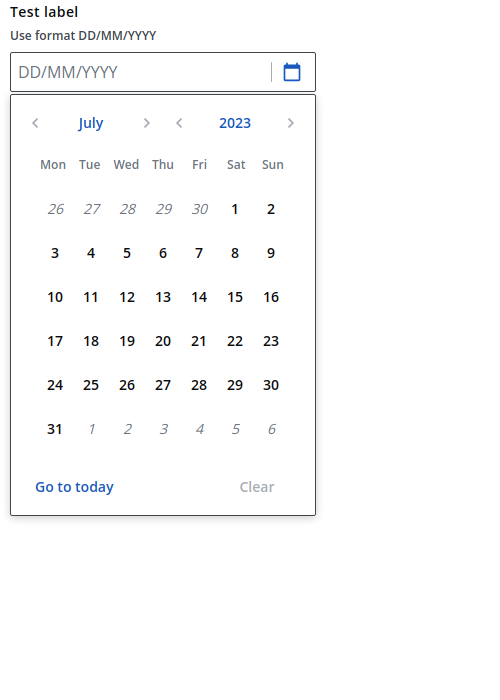 Test label
Use format DD/MM/YYYY
DD/MM/YYYY
July 2023
Mon Tue Wed Thu Fri Sat Sun
26 27 28 29 30 1 2
3 4 5 6 7 8 9
10 11 12 13 14 15 16
17 18 19 20 21 22 23
24 25 26 27 28 29 30
31 1 2 3 4 5 6
Go to today Clear